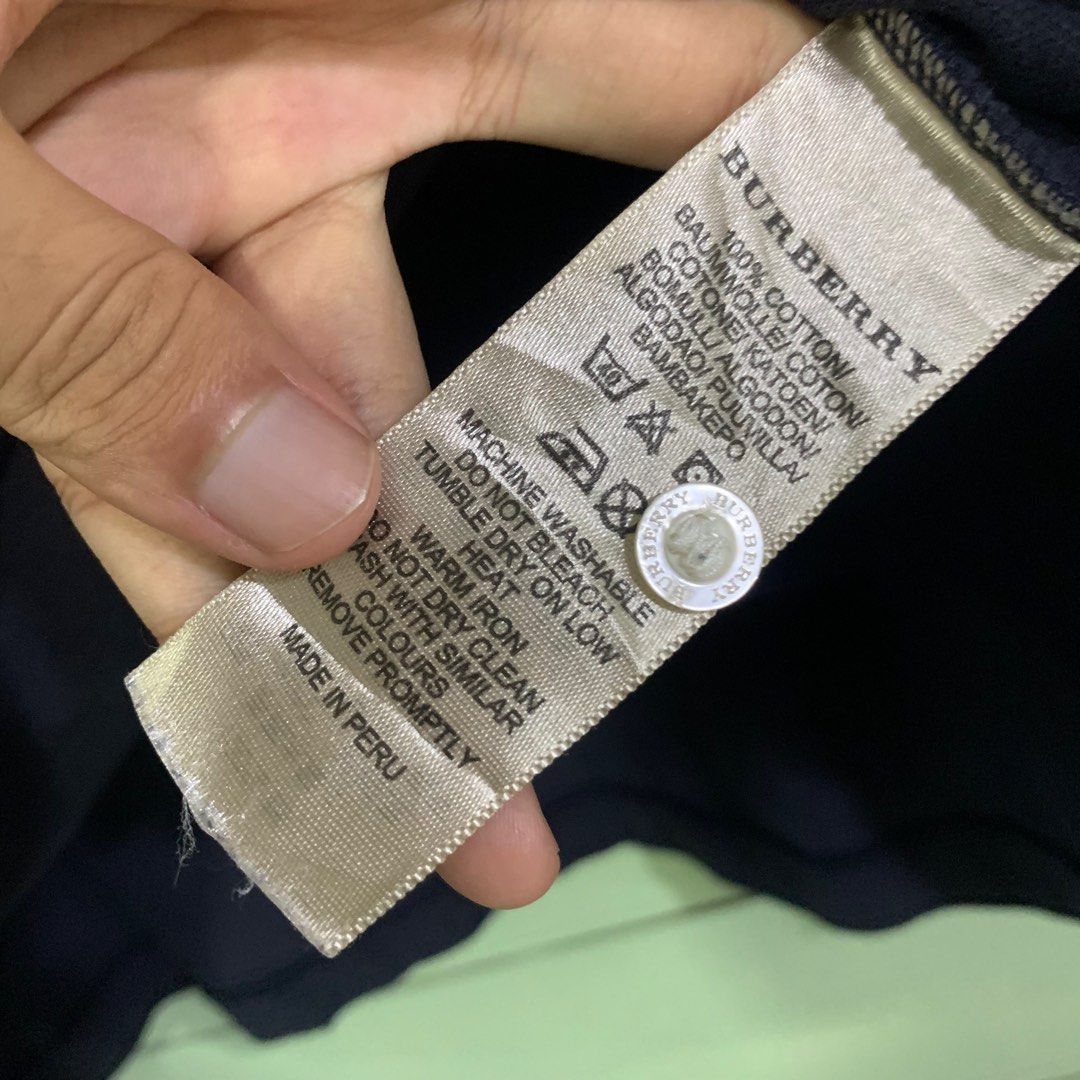 BURBERRY
100% COTTON/
BAUMWOLLE/ COTON/
COTONE/ KATOEN/
BOMULL/ ALGODON/
ALGODAO/ PUUVILLA/
BAMBAKEPO
30
MACHINE WASHABLE
DO NOT BLEACH
TUMBLE DRY ON LOW
HEAT
WARM IRON
DO NOT DRY CLEAN
WASH WITH SIMILAR
COLOURS
REMOVE PROMPTLY
MADE IN PERU
BURBERRY BURBERRY